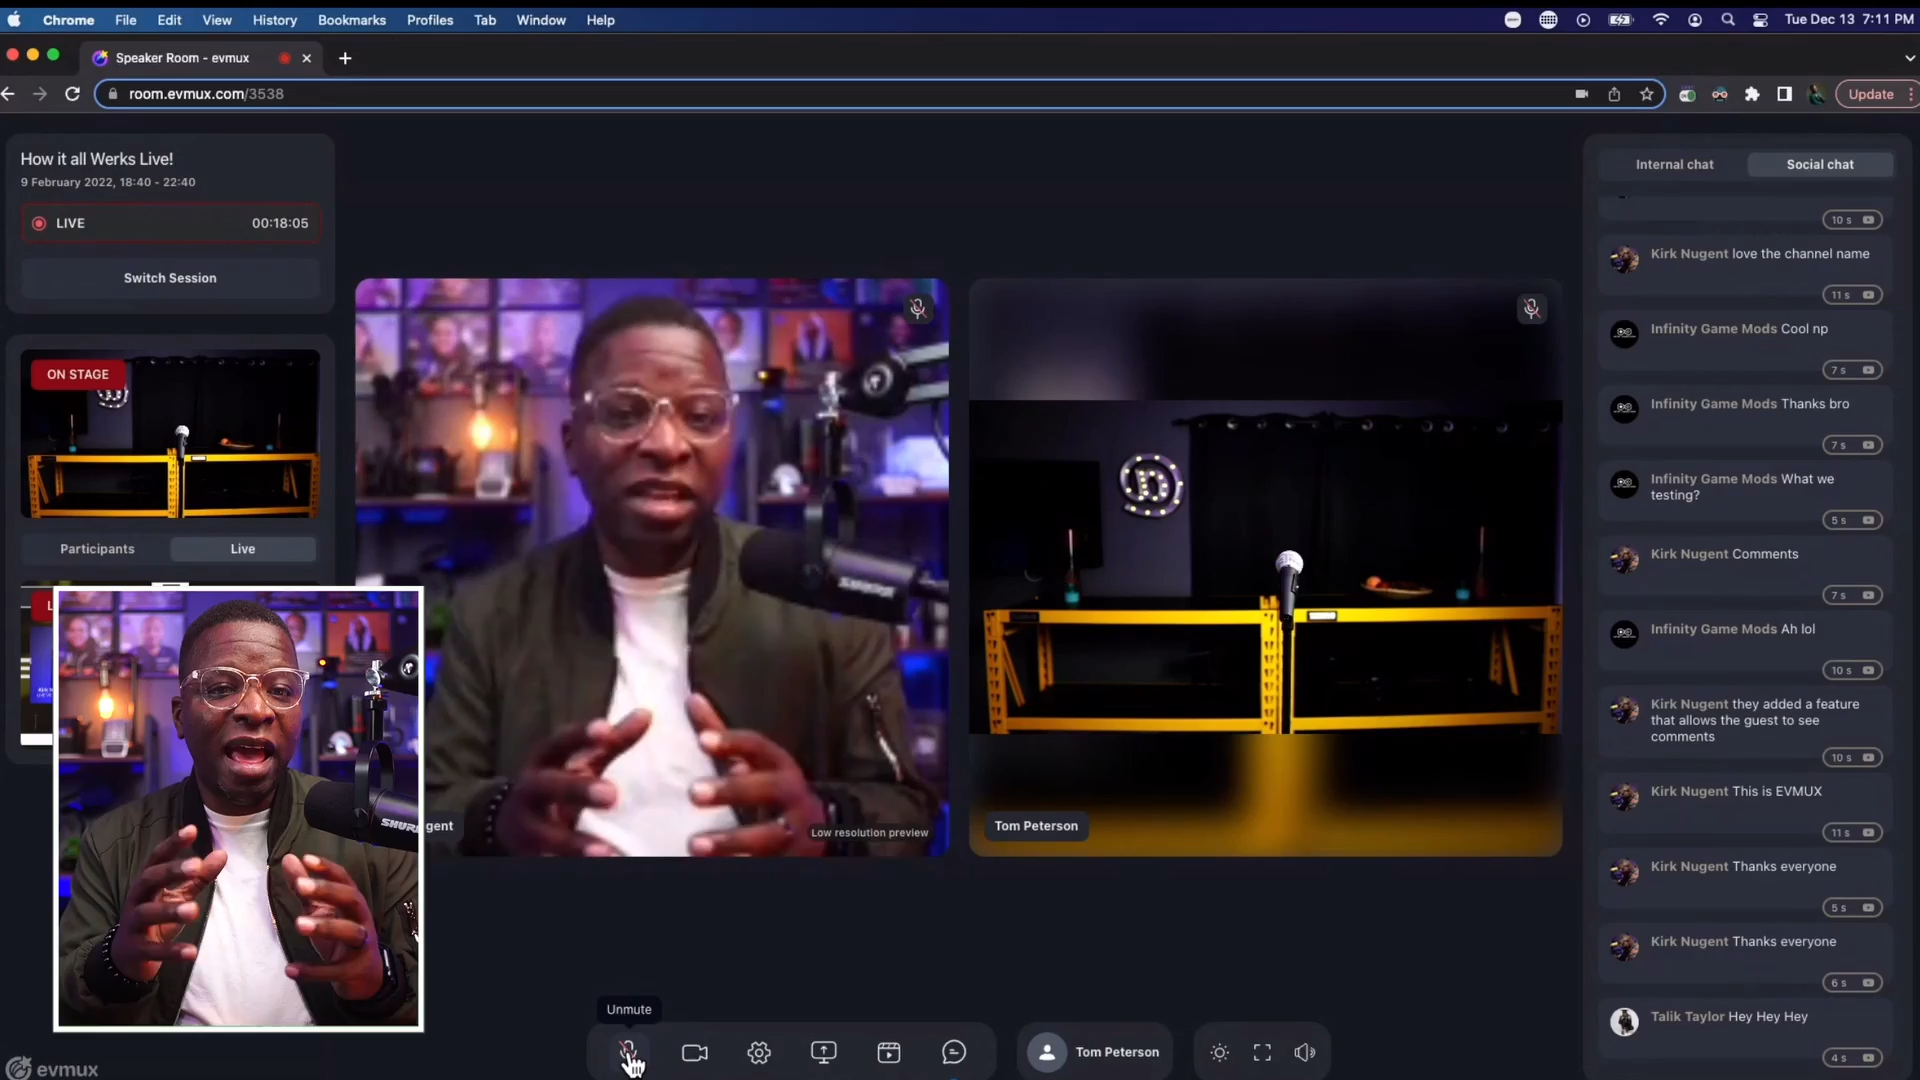 Chrome File Edit View History Bookmarks Profiles Tab Window Help Tue Dec 13 7:11 PM
Speaker Room - evmux
room.evmux.com/3538 Update
How it all Werks Live!
9 February 2022, 18:40 - 22:40
LIVE 00:18:05
Switch Session
ON STAGE
Participants Live
Low resolution preview
gent
Tom Peterson
SHURE
SHURE
Internal chat Social chat
10 s
Kirk Nugent love the channel name
11 s
Infinity Game Mods Cool np
7 s
Infinity Game Mods Thanks bro
7 s
Infinity Game Mods What we
testing?
5 s
Kirk Nugent Comments
7 s
Infinity Game Mods Ah lol
10 s
Kirk Nugent they added a feature
that allows the guest to see
comments
10 s
Kirk Nugent This is EVMUX
11 s
Kirk Nugent Thanks everyone
5 s
Kirk Nugent Thanks everyone
6 s
Talik Taylor Hey Hey Hey
4 s
Unmute
Tom Peterson
evmux